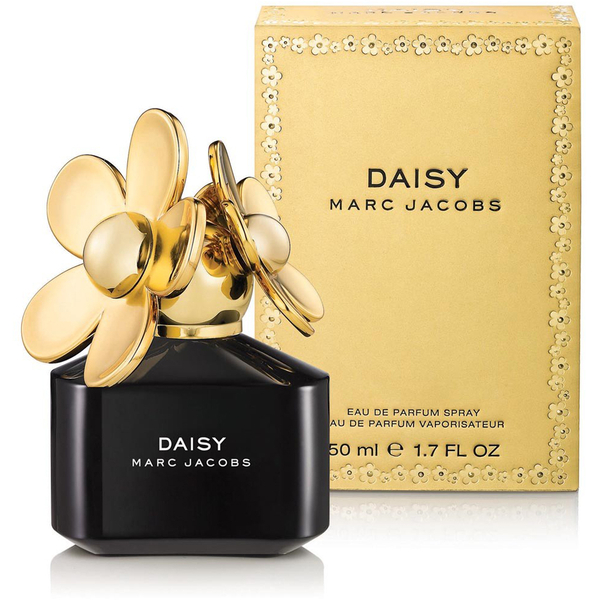 DAISY
MARC JACOBS
EAU DE PARFUM SPRAY
EAU DE PARFUM VAPORISATEUR
50 ml ℮ 1.7 FL OZ
DAISY
MARC JACOBS